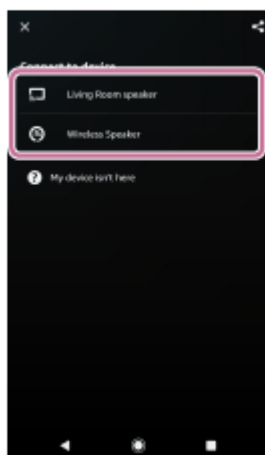 Connect to device
Living Room speaker
Wireless Speaker
My device isn't here